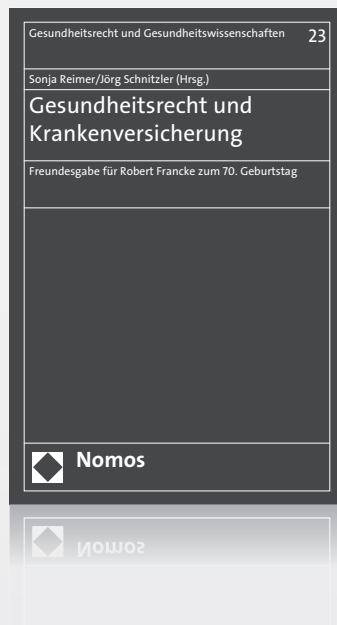 Gesundheitsrecht und Gesundheitswissenschaften 23
Sonja Reimer/Jörg Schnitzler (Hrsg.)
Gesundheitsrecht und
Krankenversicherung
Freundesgabe für Robert Francke zum 70. Geburtstag
Nomos
Nomos